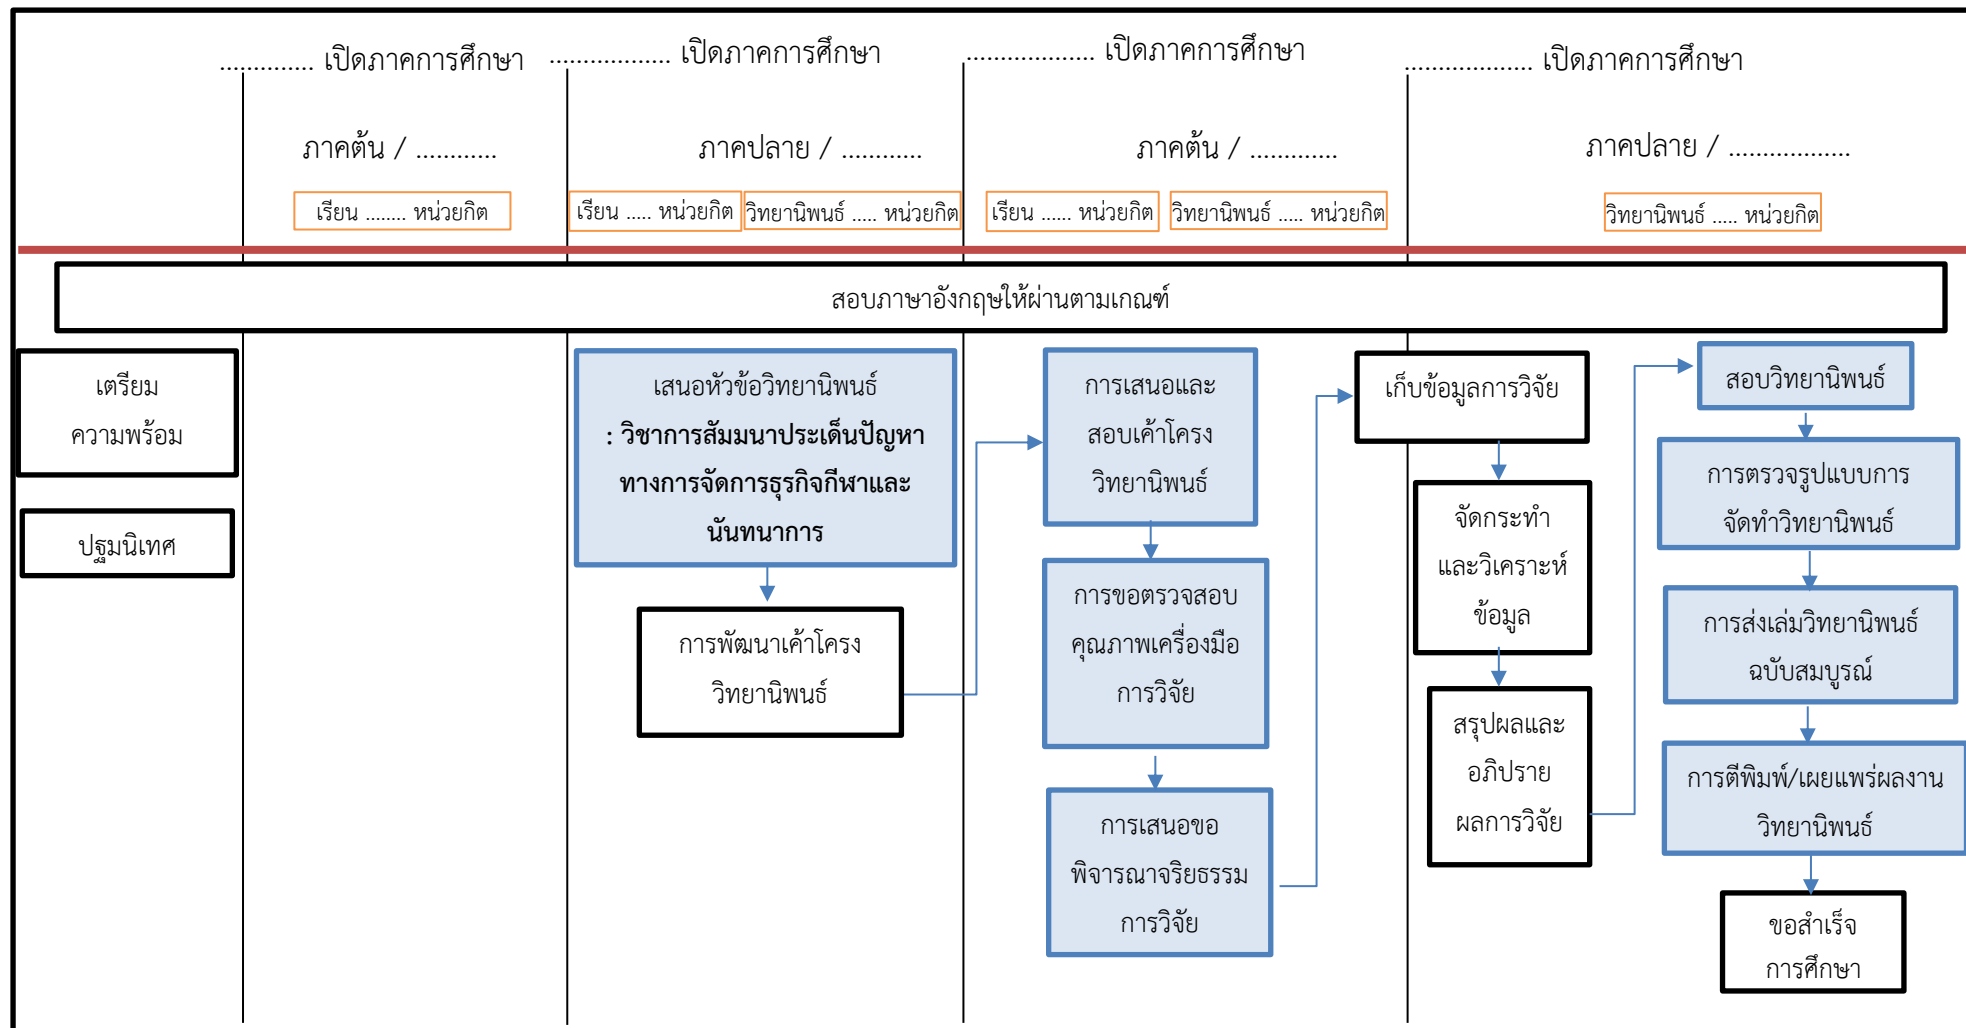 ............. เปิดภาคการศึกษา
.................. เปิดภาคการศึกษา
................... เปิดภาคการศึกษา
................... เปิดภาคการศึกษา
ภาคต้น / ............
ภาคปลาย / ............
ภาคต้น / .............
ภาคปลาย / ..................
เรียน ........ หน่วยกิต
เรียน ..... หน่วยกิต
วิทยานิพนธ์ ..... หน่วยกิต
เรียน ...... หน่วยกิต
วิทยานิพนธ์ ..... หน่วยกิต
วิทยานิพนธ์ ..... หน่วยกิต
สอบภาษาอังกฤษให้ผ่านตามเกณฑ์
เตรียม
ความพร้อม
ปฐมนิเทศ
เสนอหัวข้อวิทยานิพนธ์
: วิชาการสัมมนาประเด็นปัญหา
ทางการจัดการธุรกิจกีฬาและ
นันทนาการ
การพัฒนาเค้าโครง
วิทยานิพนธ์
การเสนอและ
สอบเค้าโครง
วิทยานิพนธ์
การขอตรวจสอบ
คุณภาพเครื่องมือ
การวิจัย
การเสนอขอ
พิจารณาจริยธรรม
การวิจัย
เก็บข้อมูลการวิจัย
จัดกระทำ
และวิเคราะห์
ข้อมูล
สรุปผลและ
อภิปราย
ผลการวิจัย
สอบวิทยานิพนธ์
การตรวจรูปแบบการ
จัดทำวิทยานิพนธ์
การส่งเล่มวิทยานิพนธ์
ฉบับสมบูรณ์
การตีพิมพ์/เผยแพร่ผลงาน
วิทยานิพนธ์
ขอสำเร็จ
การศึกษา